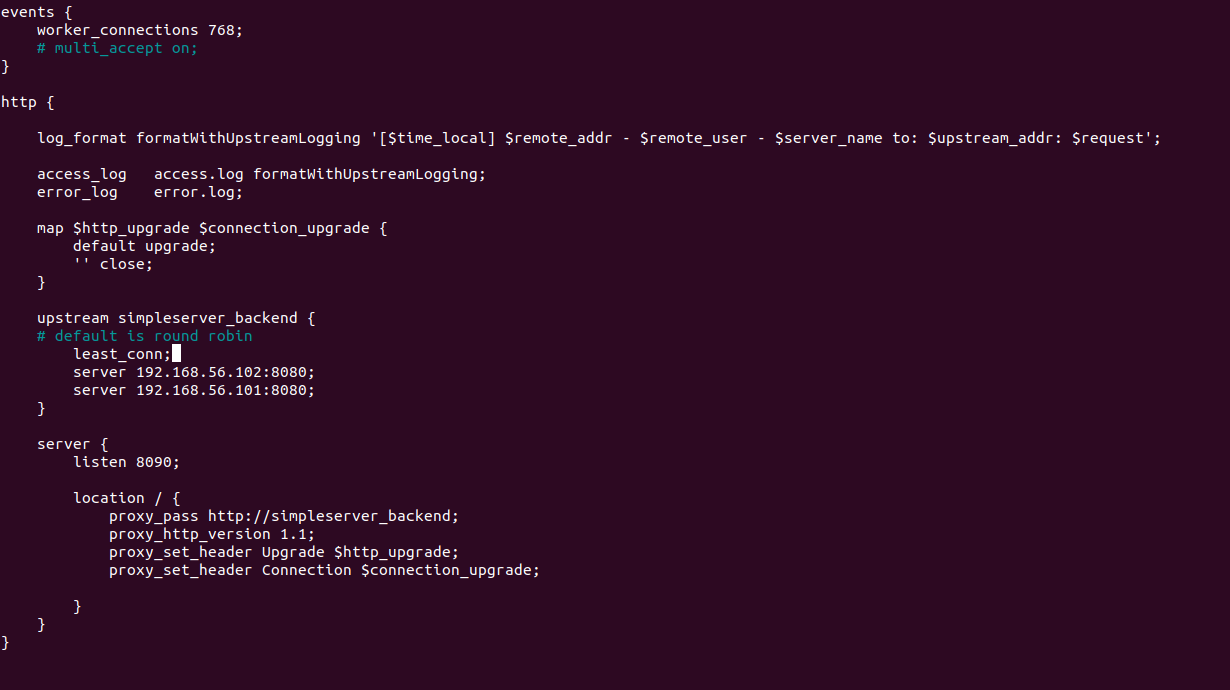 events {
    worker_connections 768;
    # multi_accept on;
}
http {
    log_format formatWithUpstreamLogging '[$time_local] $remote_addr - $remote_user - $server_name to: $upstream_addr: $request';
    access_log   access.log formatWithUpstreamLogging;
    error_log    error.log;
    map $http_upgrade $connection_upgrade {
        default upgrade;
        '' close;
    }
    upstream simpleserver_backend {
    # default is round robin
        least_conn;
        server 192.168.56.102:8080;
        server 192.168.56.101:8080;
    }
    server {
        listen 8090;
        location / {
            proxy_pass http://simpleserver_backend;
            proxy_http_version 1.1;
            proxy_set_header Upgrade $http_upgrade;
            proxy_set_header Connection $connection_upgrade;
        }
    }
}